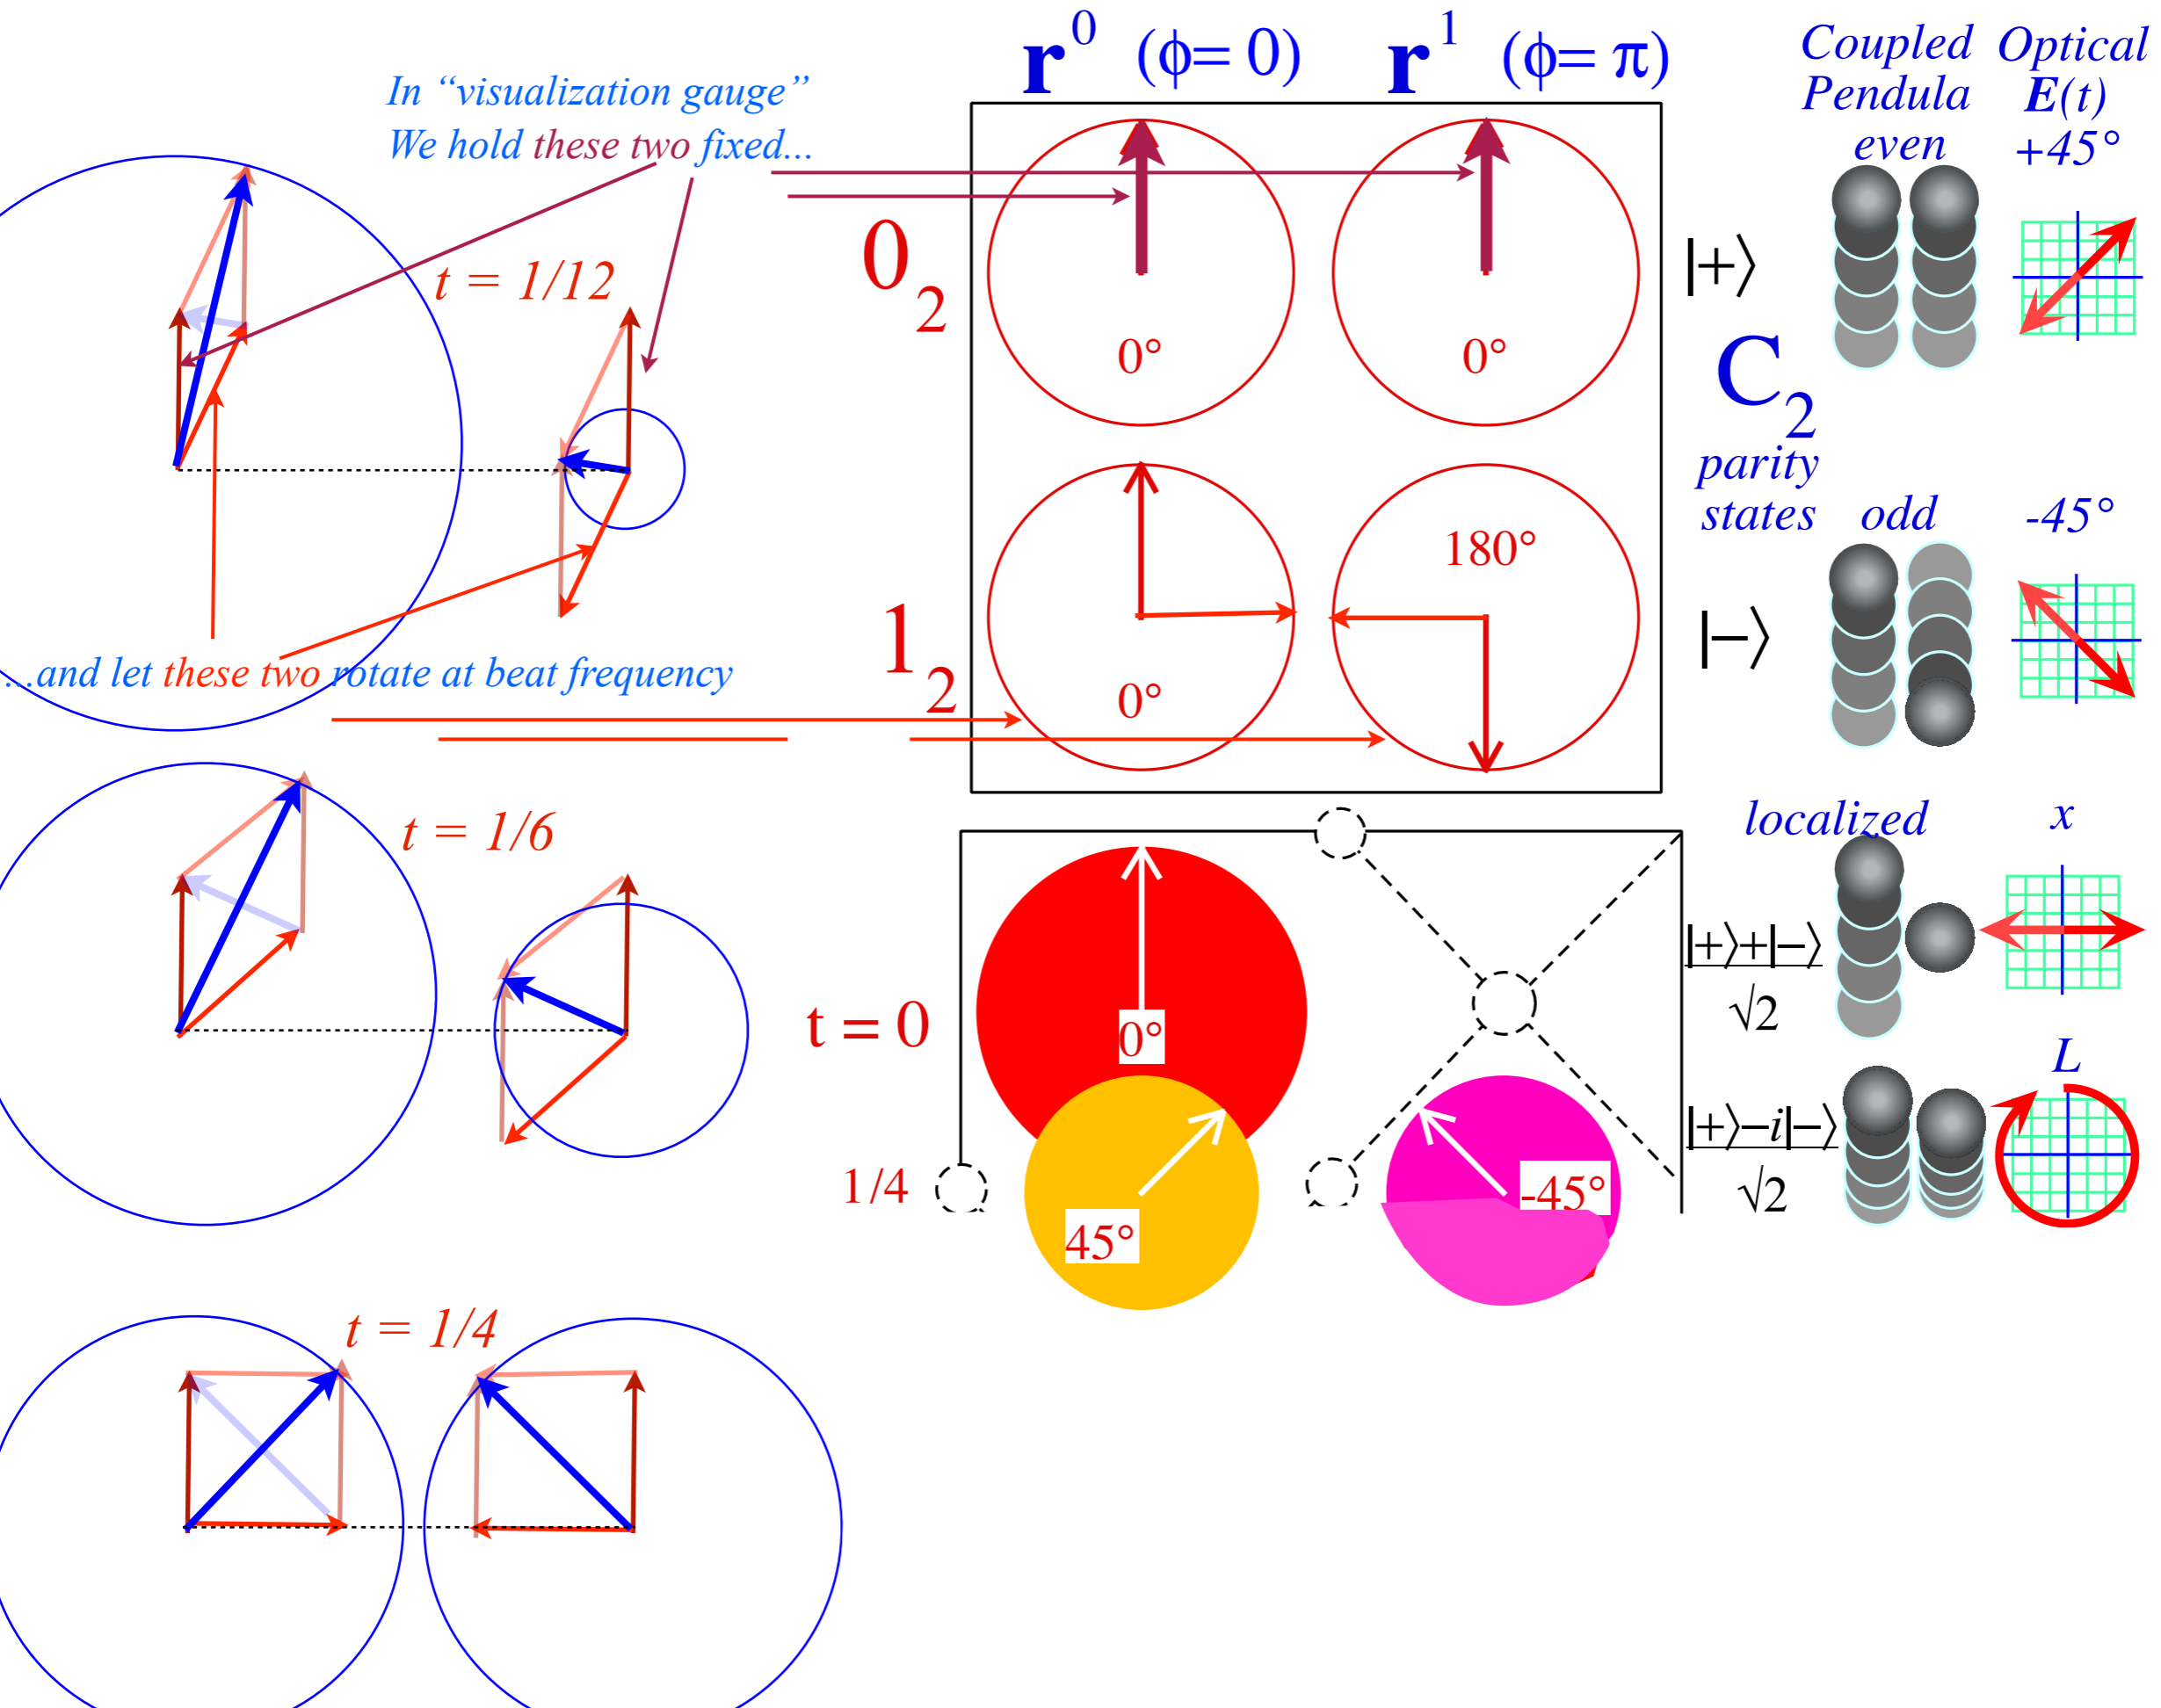 r⁰ (ϕ= 0) r¹ (ϕ= π)
Coupled
Pendula
even
Optical
E(t)
+45°
In “visualization gauge”
We hold these two fixed...
t = 1/12
0₂
0°
0°
|+⟩
C₂
parity
states
odd
-45°
1₂
0°
180°
|−⟩
...and let these two rotate at beat frequency
t = 1/6
localized
x
t = 0
0°
|+⟩+|−⟩
√2
L
1/4
45°
-45°
|+⟩−i|−⟩
√2
t = 1/4